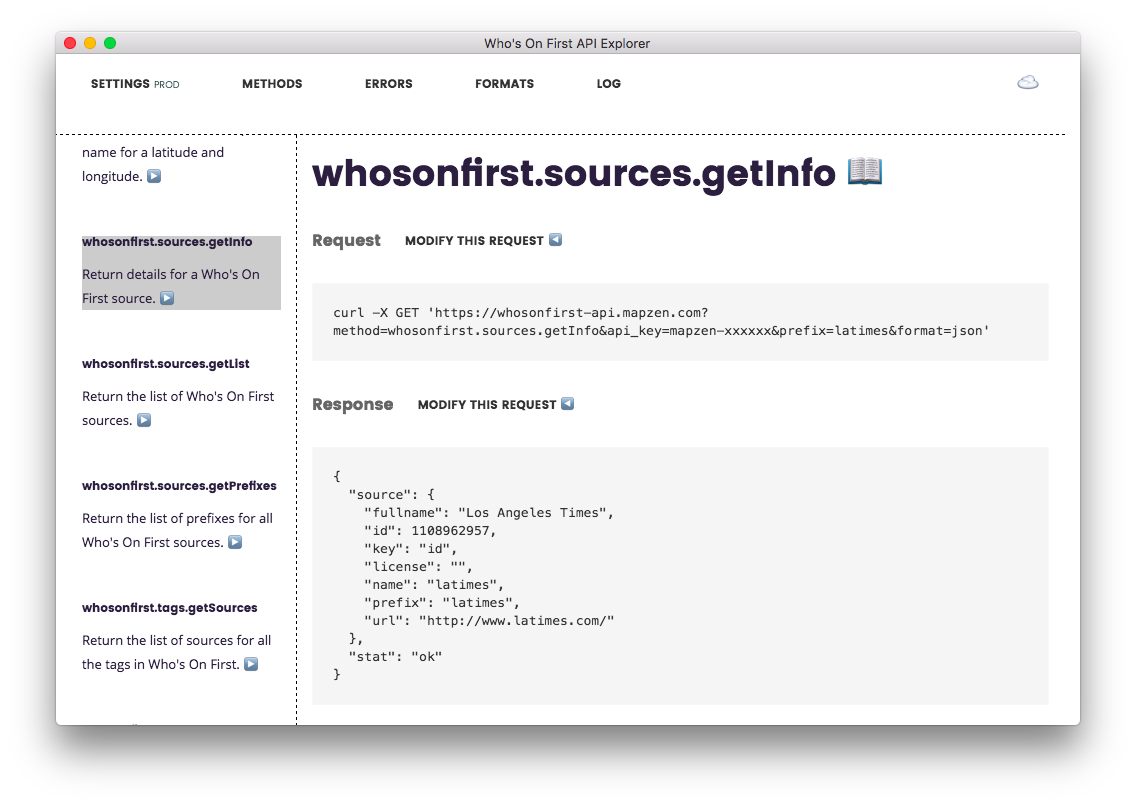 Who's On First API Explorer
SETTINGS PROD
METHODS
ERRORS
FORMATS
LOG
name for a latitude and
longitude.
whosonfirst.sources.getInfo
Return details for a Who's On
First source.
whosonfirst.sources.getList
Return the list of Who's On First
sources.
whosonfirst.sources.getPrefixes
Return the list of prefixes for all
Who's On First sources.
whosonfirst.tags.getSources
Return the list of sources for all
the tags in Who's On First.
whosonfirst.sources.getInfo
Request MODIFY THIS REQUEST
curl -X GET 'https://whosonfirst-api.mapzen.com?
method=whosonfirst.sources.getInfo&api_key=mapzen-xxxxxx&prefix=latimes&format=json'
Response MODIFY THIS REQUEST
{
  "source": {
    "fullname": "Los Angeles Times",
    "id": 1108962957,
    "key": "id",
    "license": "",
    "name": "latimes",
    "prefix": "latimes",
    "url": "http://www.latimes.com/"
  },
  "stat": "ok"
}